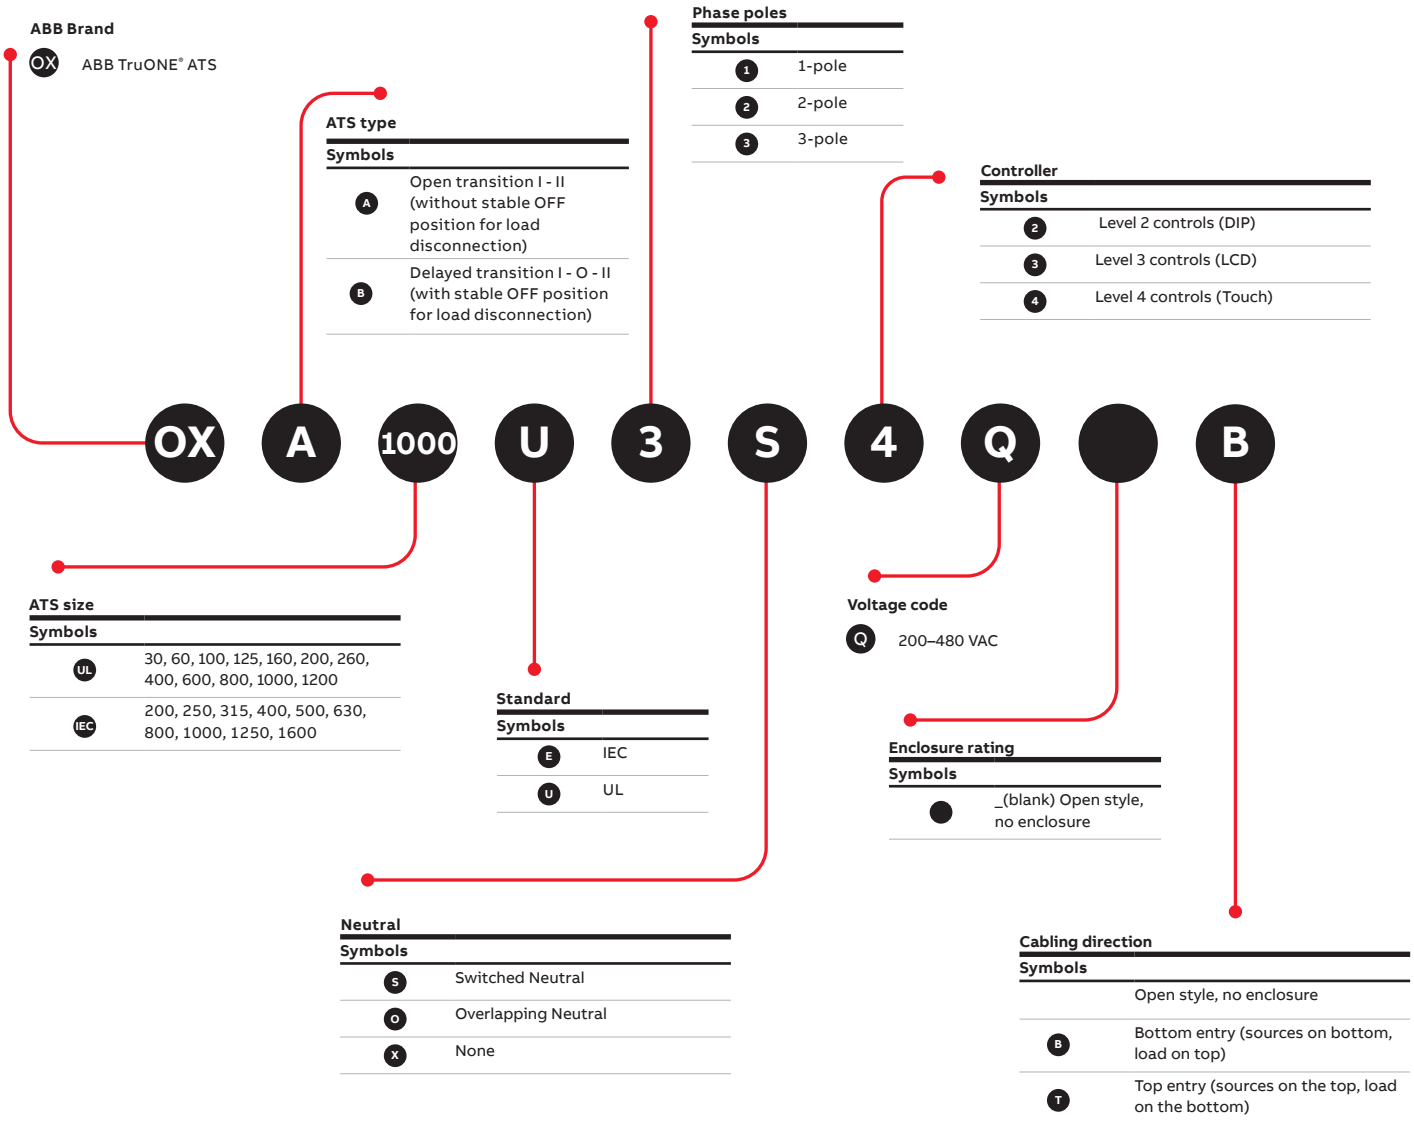 ABB Brand
OX ABB TruONE® ATS
ATS type
Symbols
A
Open transition I - II
(without stable OFF
position for load
disconnection)
B
Delayed transition I - O - II
(with stable OFF position
for load disconnection)
Phase poles
Symbols
1 1-pole
2 2-pole
3 3-pole
Controller
Symbols
2 Level 2 controls (DIP)
3 Level 3 controls (LCD)
4 Level 4 controls (Touch)
OX A 1000 U 3 S 4 Q B
ATS size
Symbols
UL
30, 60, 100, 125, 160, 200, 260,
400, 600, 800, 1000, 1200
IEC
200, 250, 315, 400, 500, 630,
800, 1000, 1250, 1600
Standard
Symbols
E IEC
U UL
Neutral
Symbols
S Switched Neutral
O Overlapping Neutral
X None
Voltage code
Q 200–480 VAC
Enclosure rating
Symbols
_(blank) Open style,
no enclosure
Cabling direction
Symbols
Open style, no enclosure
B
Bottom entry (sources on bottom,
load on top)
T
Top entry (sources on the top, load
on the bottom)